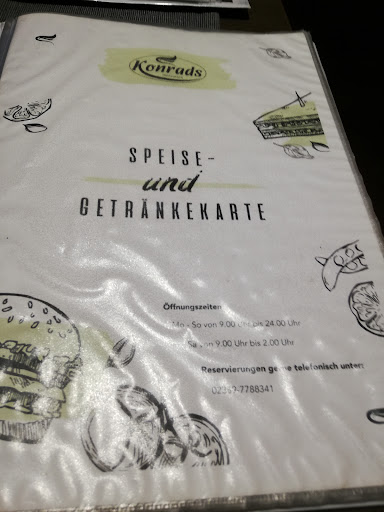 Konrads
SPEISE-
und
GETRÄNKEKARTE
Öffnungszeiten
Mo - So von 9.00 Uhr bis 24.00 Uhr
von 9.00 Uhr bis 2.00 Uhr
Reservierungen gerne telefonisch unter:
7788341